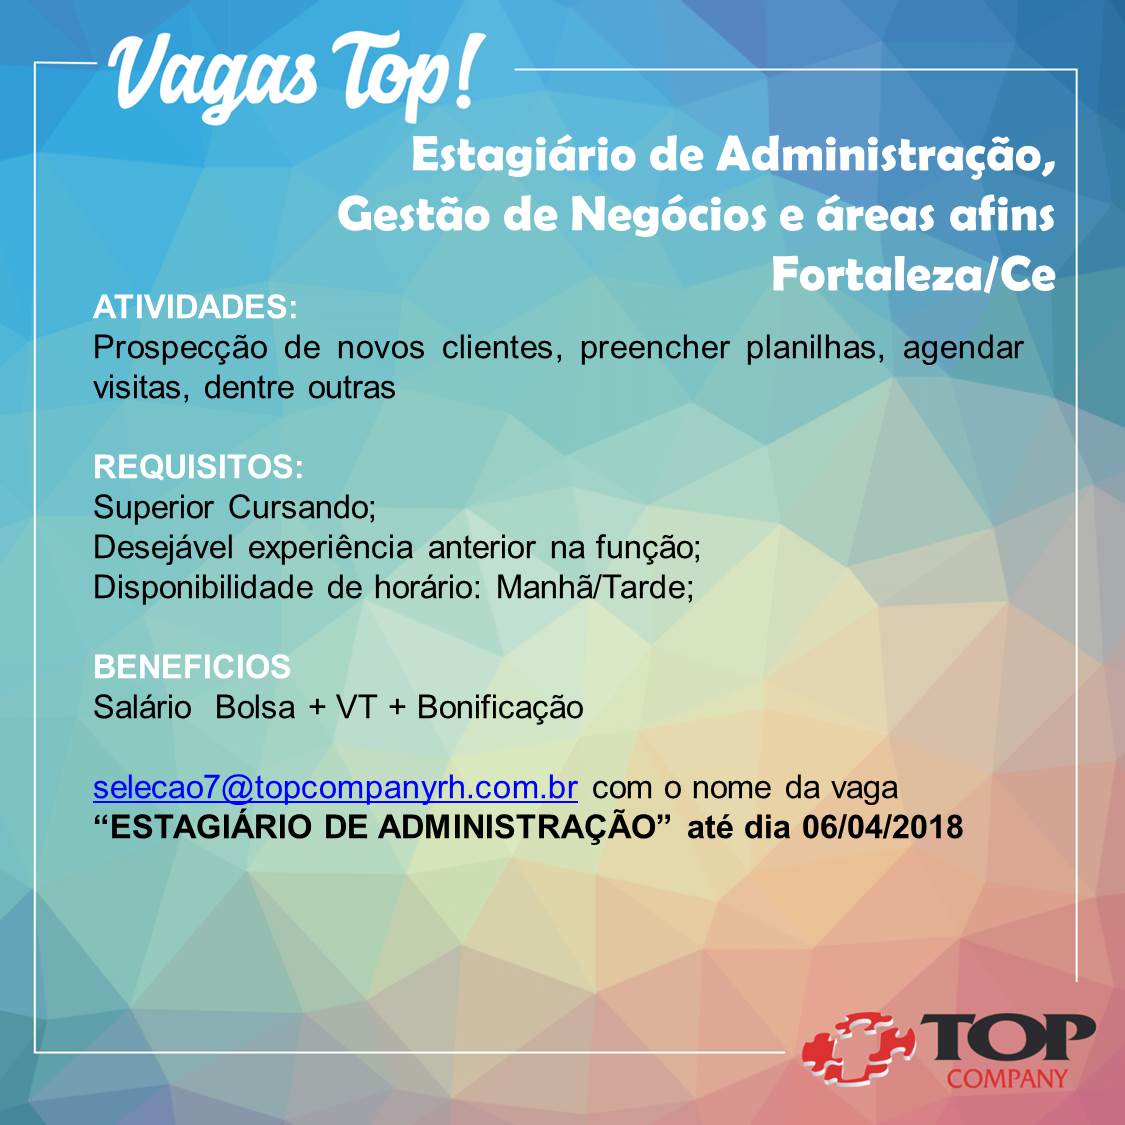 Vagas Top!
Estagiário de Administração,
Gestão de Negócios e áreas afins
Fortaleza/Ce
ATIVIDADES:
Prospecção de novos clientes, preencher planilhas, agendar
visitas, dentre outras
REQUISITOS:
Superior Cursando;
Desejável experiência anterior na função;
Disponibilidade de horário: Manhã/Tarde;
BENEFICIOS
Salário Bolsa + VT + Bonificação
selecao7@topcompanyrh.com.br com o nome da vaga
“ESTAGIÁRIO DE ADMINISTRAÇÃO” até dia 06/04/2018
TOP
COMPANY